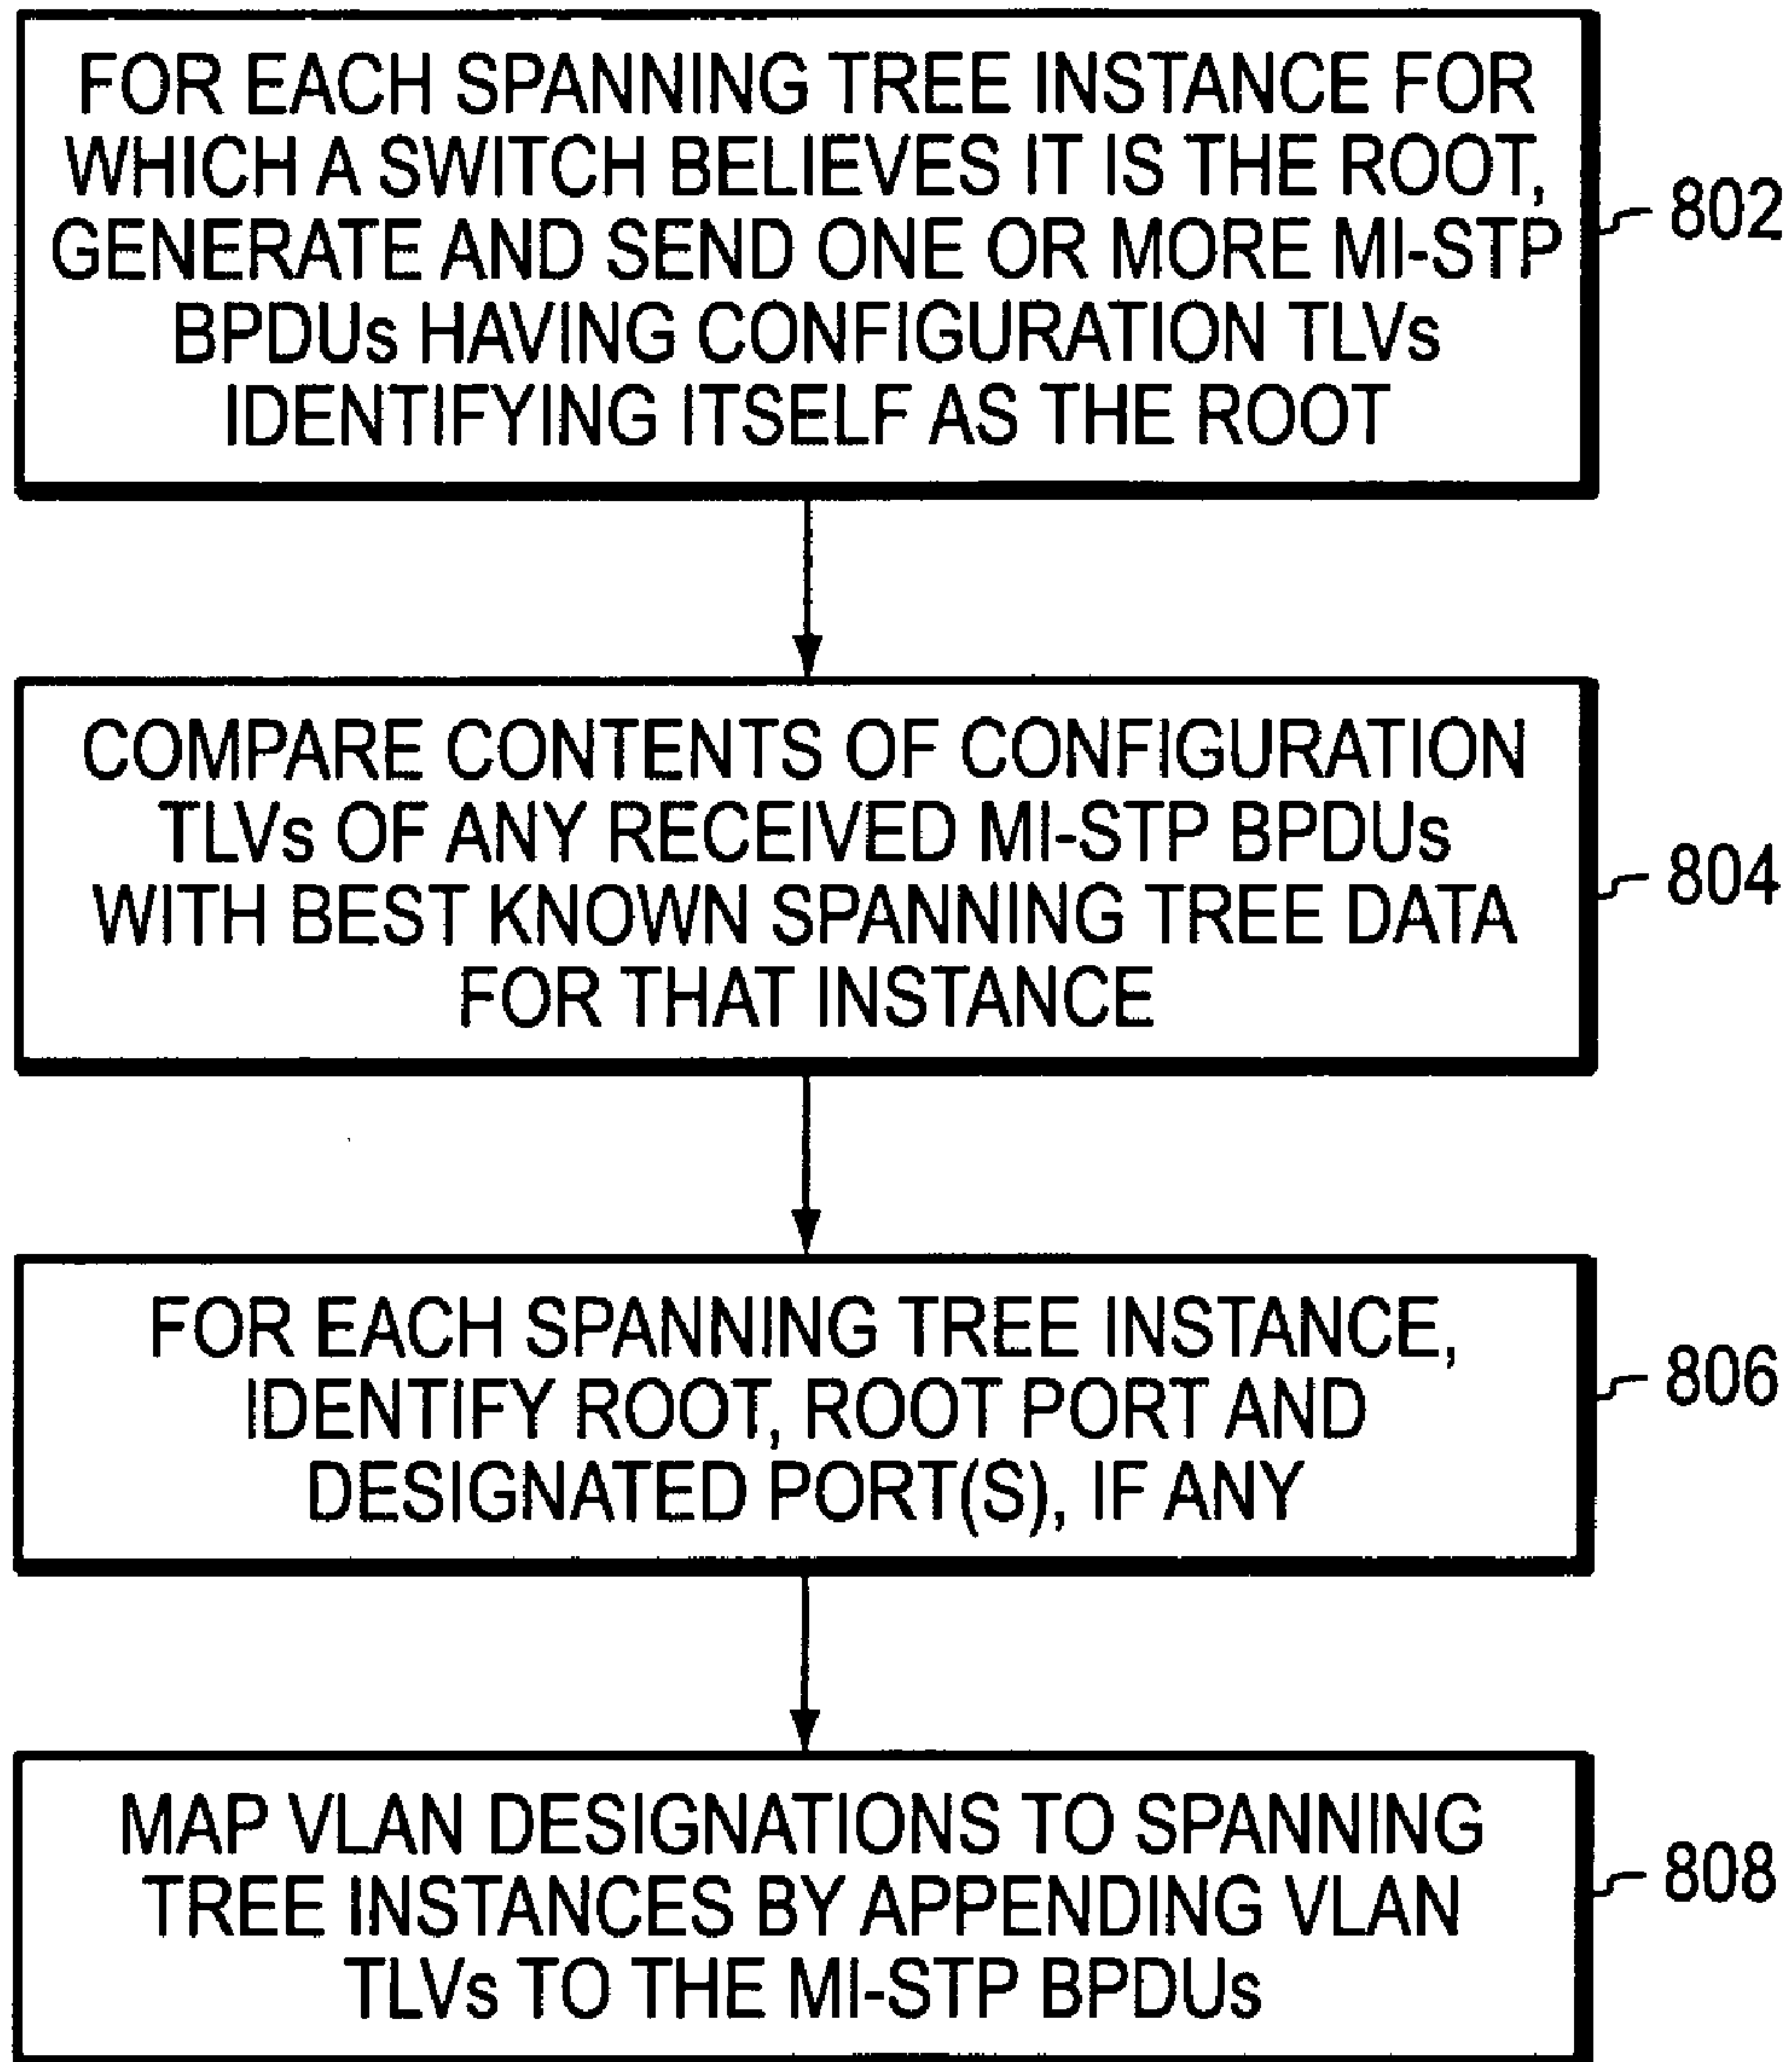 FOR EACH SPANNING TREE INSTANCE FOR
WHICH A SWITCH BELIEVES IT IS THE ROOT,
GENERATE AND SEND ONE OR MORE MI-STP
BPDUs HAVING CONFIGURATION TLVs
IDENTIFYING ITSELF AS THE ROOT
802
COMPARE CONTENTS OF CONFIGURATION
TLVs OF ANY RECEIVED MI-STP BPDUs
WITH BEST KNOWN SPANNING TREE DATA
FOR THAT INSTANCE
804
FOR EACH SPANNING TREE INSTANCE,
IDENTIFY ROOT, ROOT PORT AND
DESIGNATED PORT(S), IF ANY
806
MAP VLAN DESIGNATIONS TO SPANNING
TREE INSTANCES BY APPENDING VLAN
TLVs TO THE MI-STP BPDUs
808